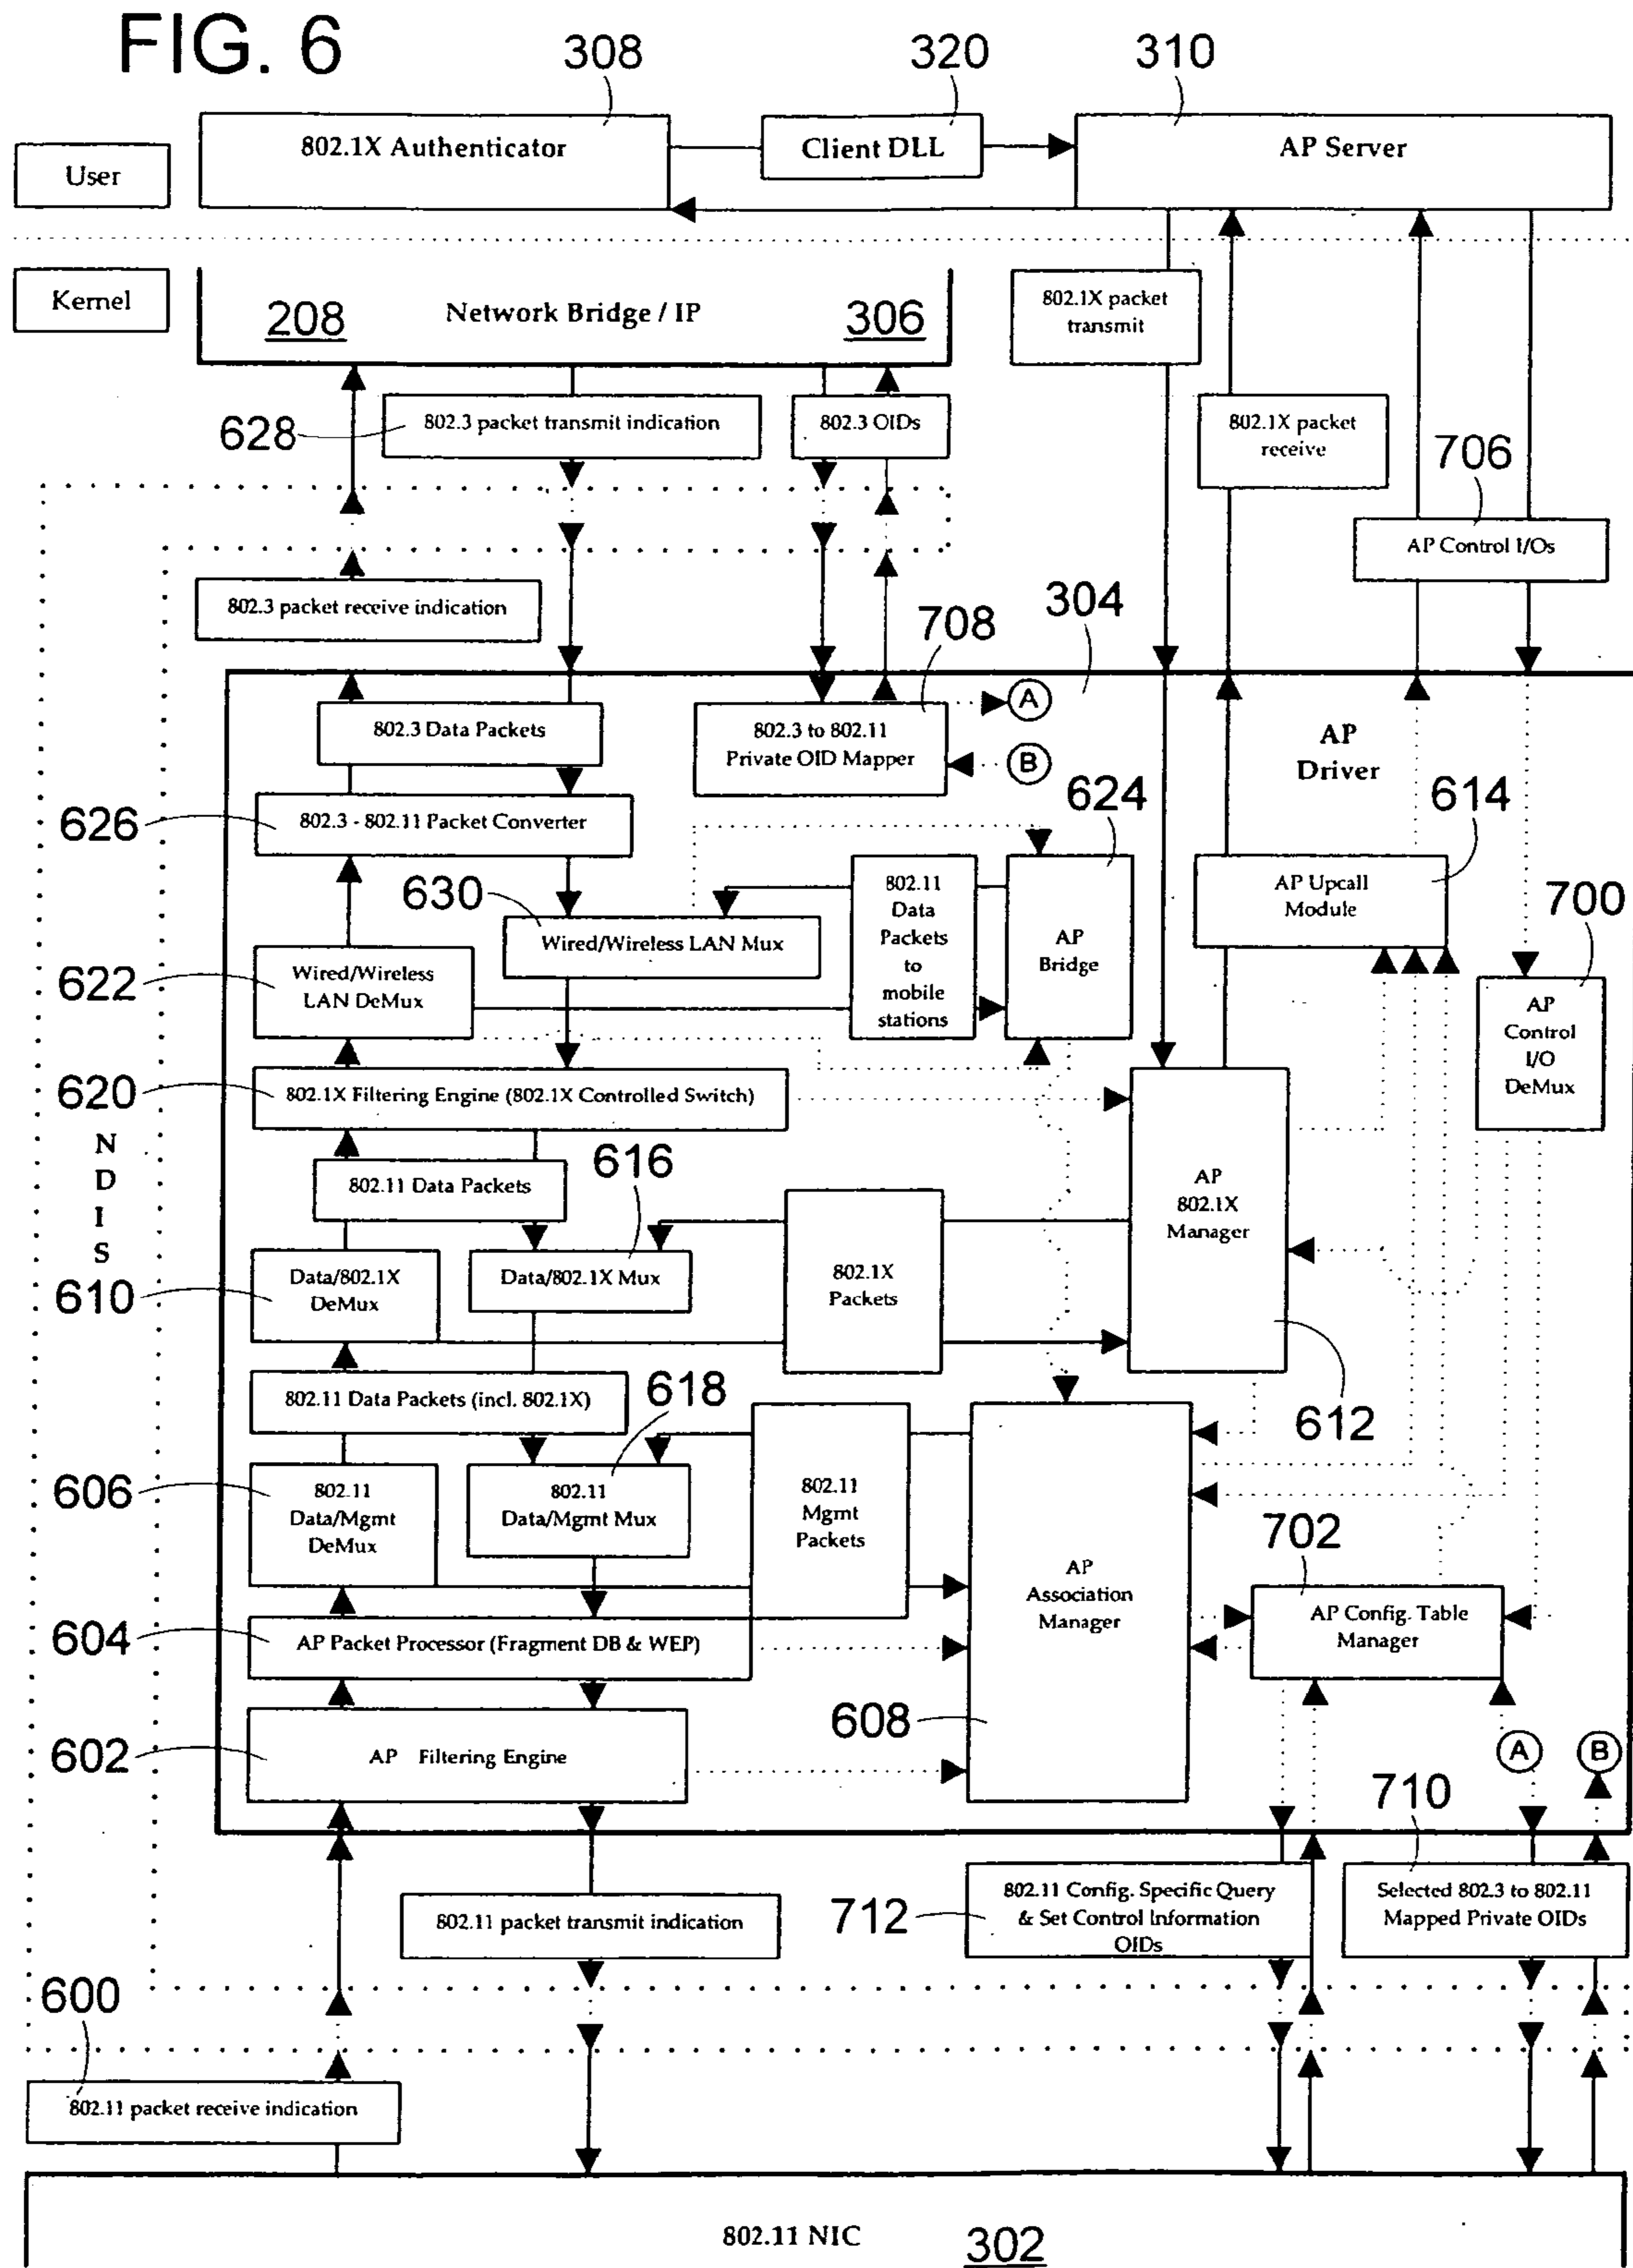 FIG. 6
308
320
310
802.1X Authenticator
Client DLL
AP Server
User
Kernel
208
Network Bridge / IP
306
802.1X packet
transmit
628
802.3 packet transmit indication
802.3 OIDs
802.1X packet
receive
706
AP Control I/Os
802.3 packet receive indication
708
304
802.3 Data Packets
802.3 to 802.11
Private OID Mapper
A
B
AP
Driver
626
802.3 - 802.11 Packet Converter
624
614
630
802.11
Data
Packets
to
mobile
stations
AP
Bridge
AP Upcall
Module
700
Wired/Wireless LAN Mux
622
Wired/Wireless
LAN DeMux
AP
Control
I/O
DeMux
620
802.1X Filtering Engine (802.1X Controlled Switch)
N
D
I
S
616
802.11 Data Packets
AP
802.1X
Manager
610
Data/802.1X
DeMux
Data/802.1X Mux
802.1X
Packets
802.11 Data Packets (incl. 802.1X)
618
612
606
802.11
Data/Mgmt
DeMux
802.11
Data/Mgmt Mux
802.11
Mgmt
Packets
702
AP
Association
Manager
AP Config. Table
Manager
604
AP Packet Processor (Fragment DB & WEP)
608
602
AP Filtering Engine
A
B
710
802.11 packet transmit indication
712
802.11 Config. Specific Query
& Set Control Information
OIDs
Selected 802.3 to 802.11
Mapped Private OIDs
600
802.11 packet receive indication
802.11 NIC
302